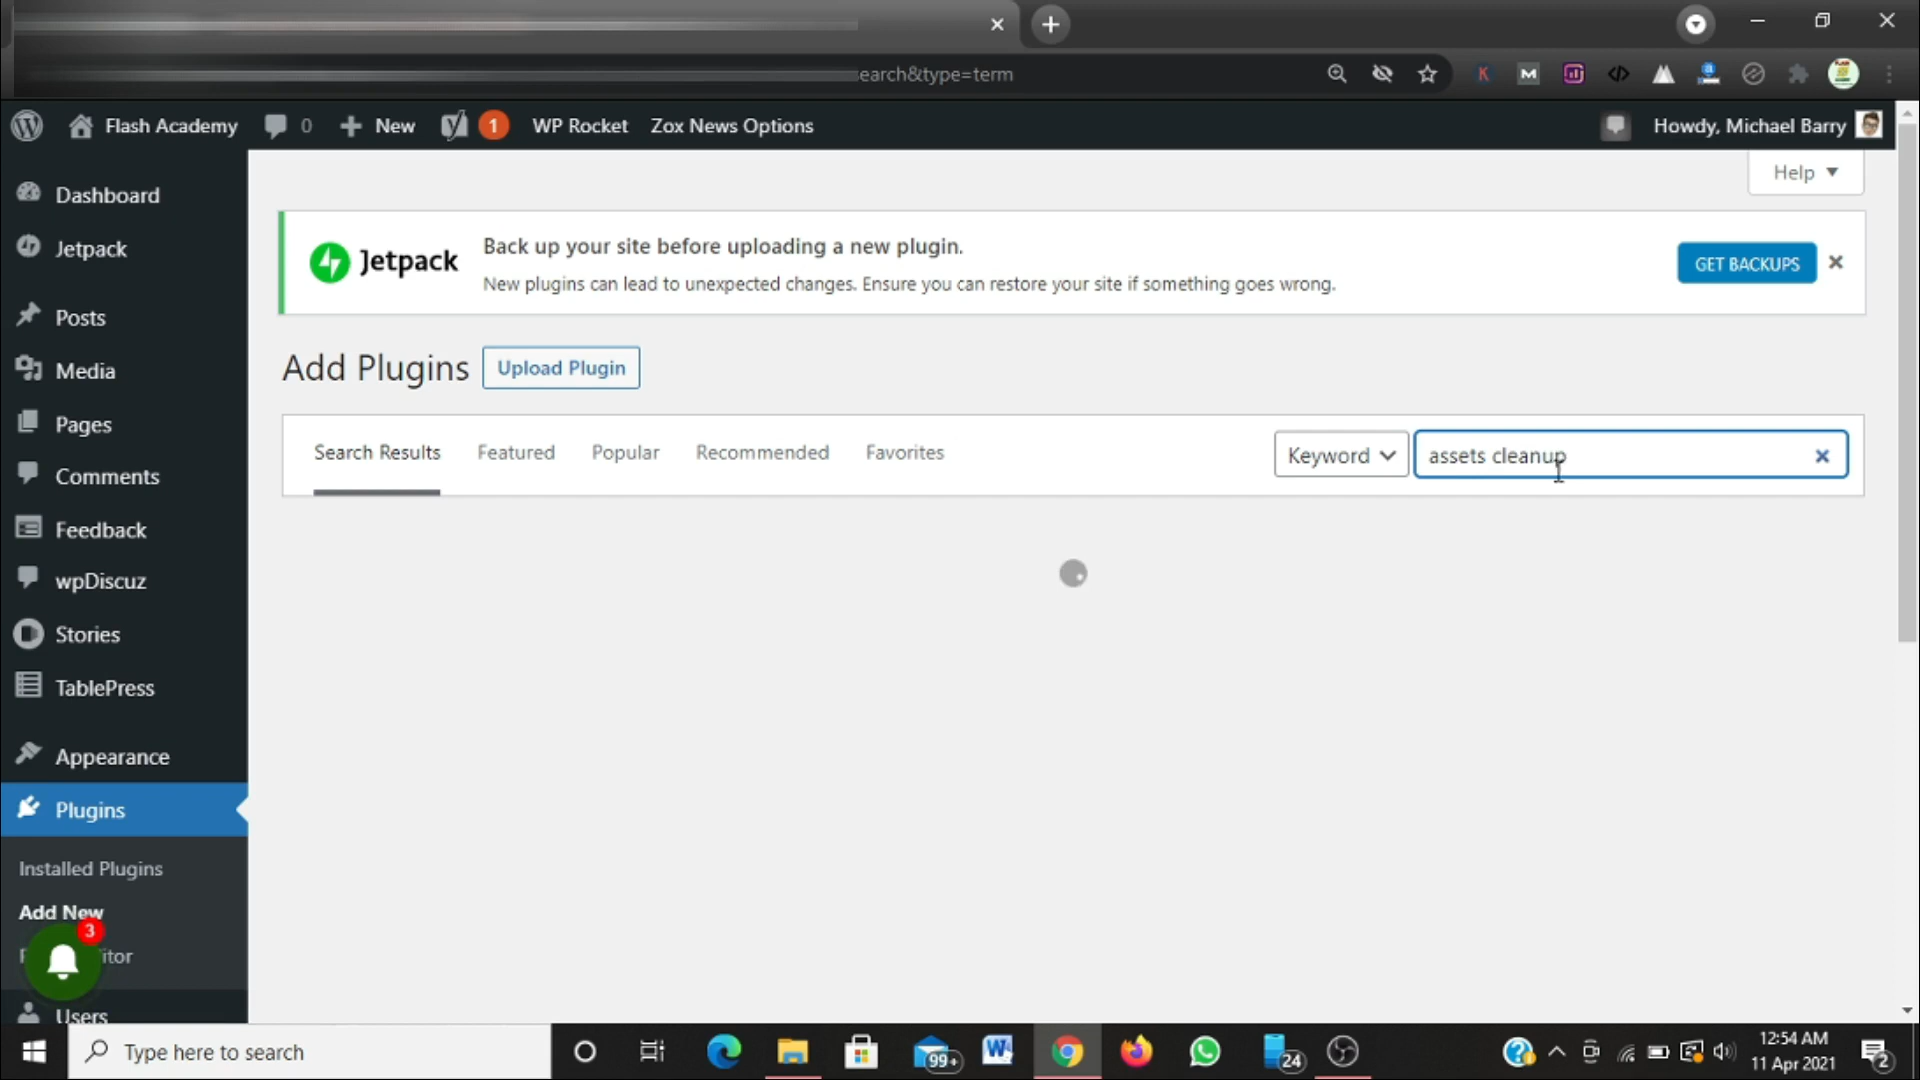 earch&type=term
K
M
Flash Academy
0
New
1
WP Rocket
Zox News Options
Howdy, Michael Barry
Help
Dashboard
Jetpack
Posts
Media
Pages
Comments
Feedback
wpDiscuz
Stories
TablePress
Appearance
Plugins
Installed Plugins
Add New
3
itor
Users
Jetpack
Back up your site before uploading a new plugin.
New plugins can lead to unexpected changes. Ensure you can restore your site if something goes wrong.
GET BACKUPS
Add Plugins
Upload Plugin
Search Results
Featured
Popular
Recommended
Favorites
Keyword
assets cleanup
Type here to search
99+
W
24
12:54 AM
11 Apr 2021
2